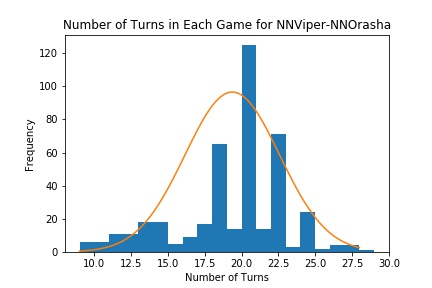 Number of Turns in Each Game for NNViper-NNOrasha
Frequency
120
100
80
60
40
20
0
10.0 12.5 15.0 17.5 20.0 22.5 25.0 27.5 30.0
Number of Turns